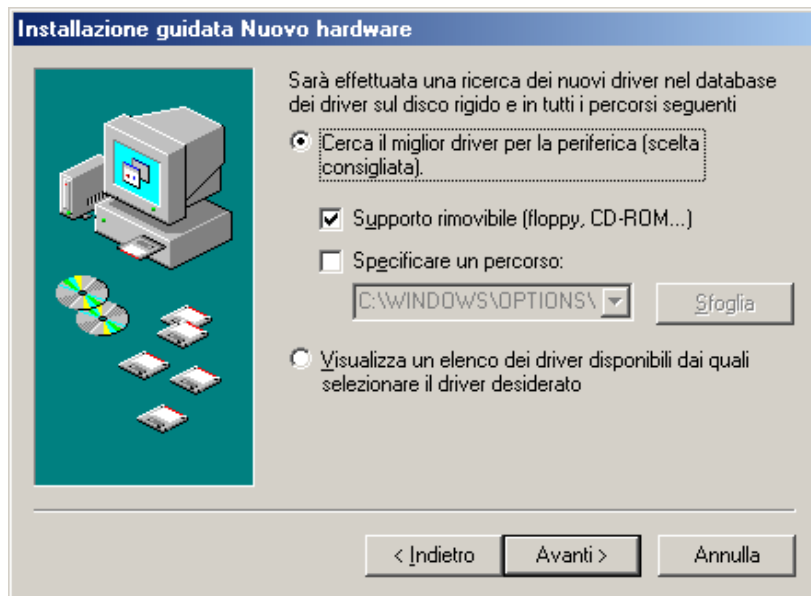 Installazione guidata Nuovo hardware
Sarà effettuata una ricerca dei nuovi driver nel database
dei driver sul disco rigido e in tutti i percorsi seguenti
Cerca il miglior driver per la periferica (scelta
consigliata).
Supporto rimovibile (floppy, CD-ROM...)
Specificare un percorso:
C:\WINDOWS\OPTIONS\
Sfoglia
Visualizza un elenco dei driver disponibili dai quali
selezionare il driver desiderato
< Indietro
Avanti >
Annulla